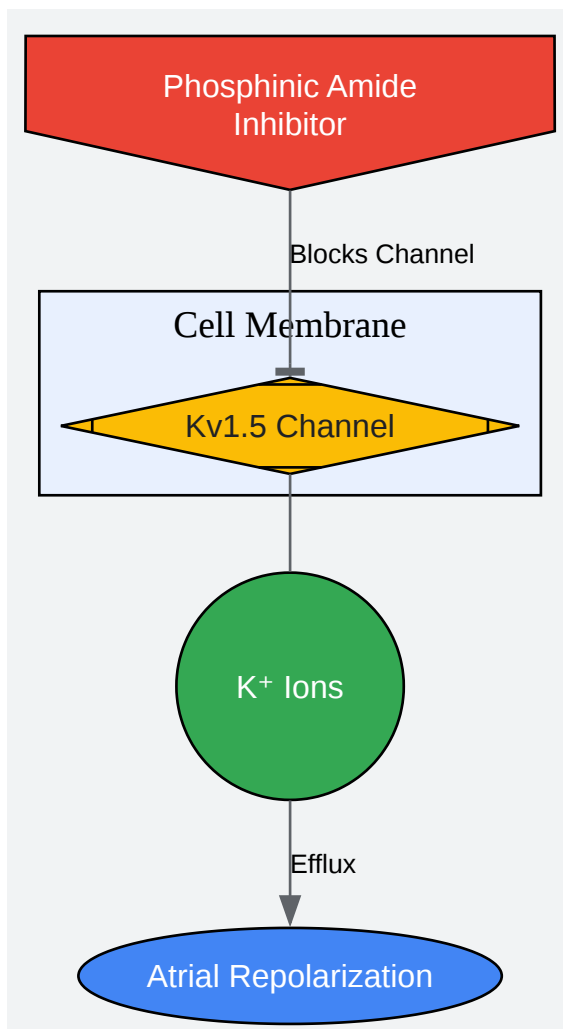 Phosphinic Amide
Inhibitor
Blocks Channel
Cell Membrane
Kv1.5 Channel
K⁺ Ions
Efflux
Atrial Repolarization